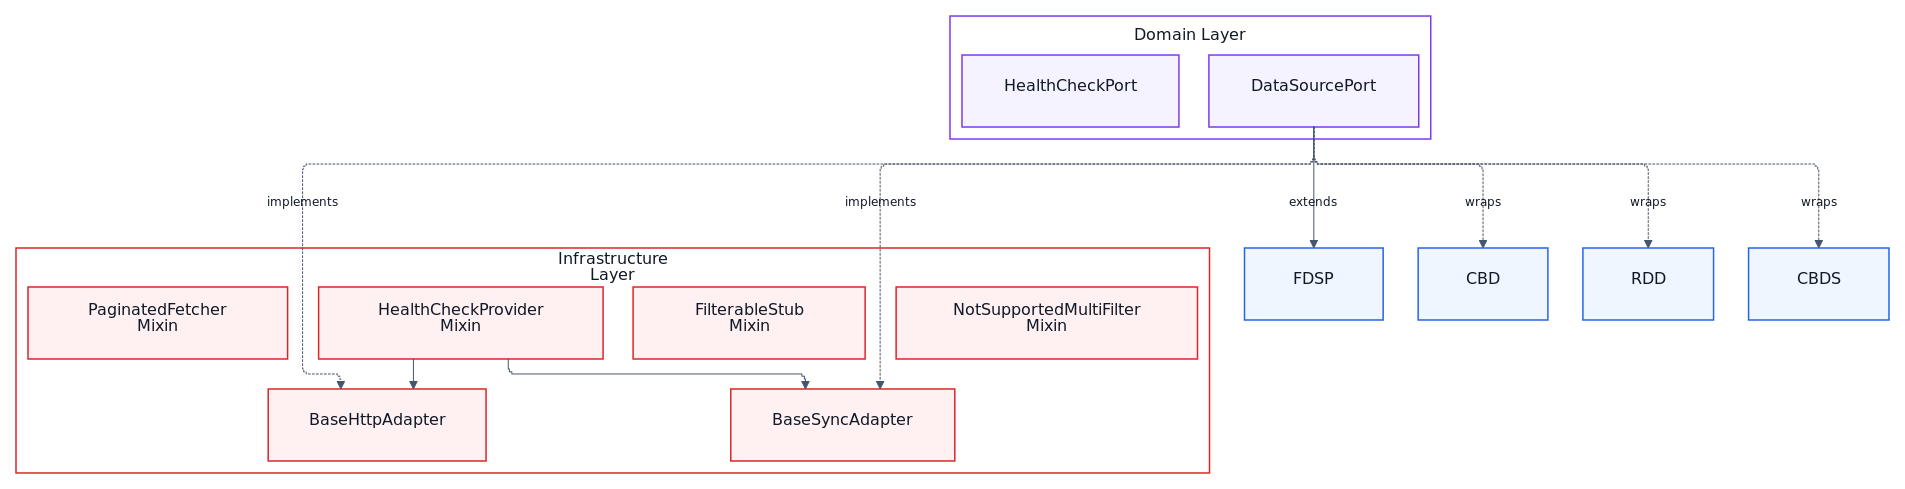 Domain Layer
HealthCheckPort
DataSourcePort
implements
implements
extends
wraps
wraps
wraps
Infrastructure
Layer
PaginatedFetcher
Mixin
HealthCheckProvider
Mixin
FilterableStub
Mixin
NotSupportedMultiFilter
Mixin
FDSP
CBD
RDD
CBDS
BaseHttpAdapter
BaseSyncAdapter